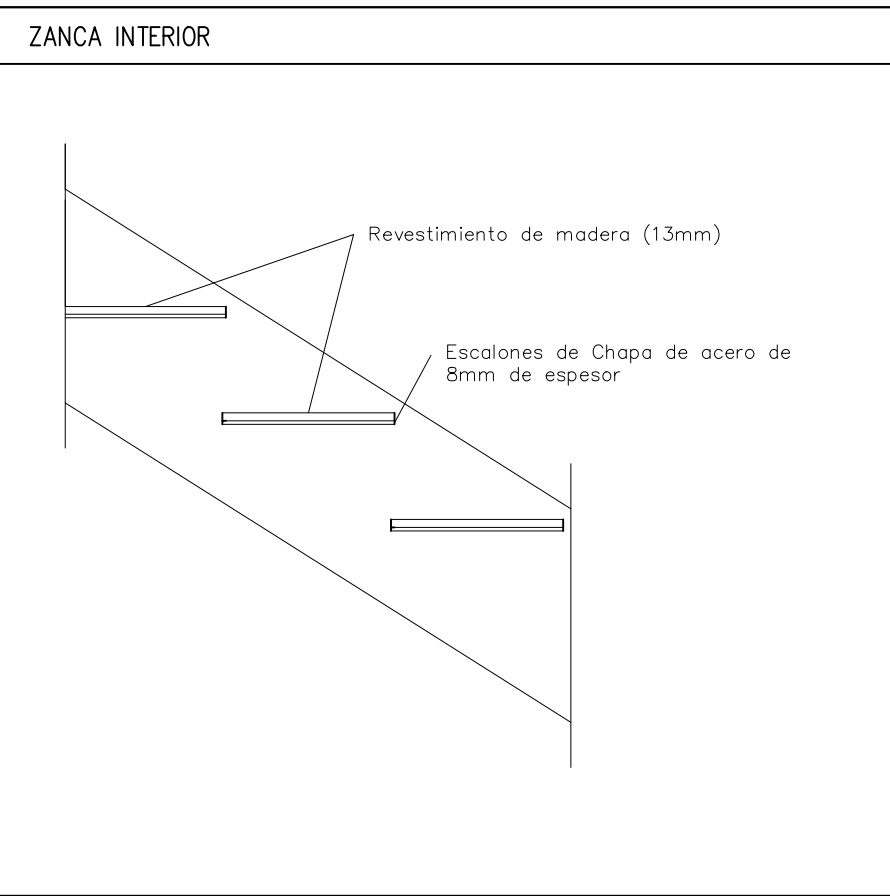 ZANCA INTERIOR
Revestimiento de madera (13mm)
Escalones de Chapa de acero de
8mm de espesor